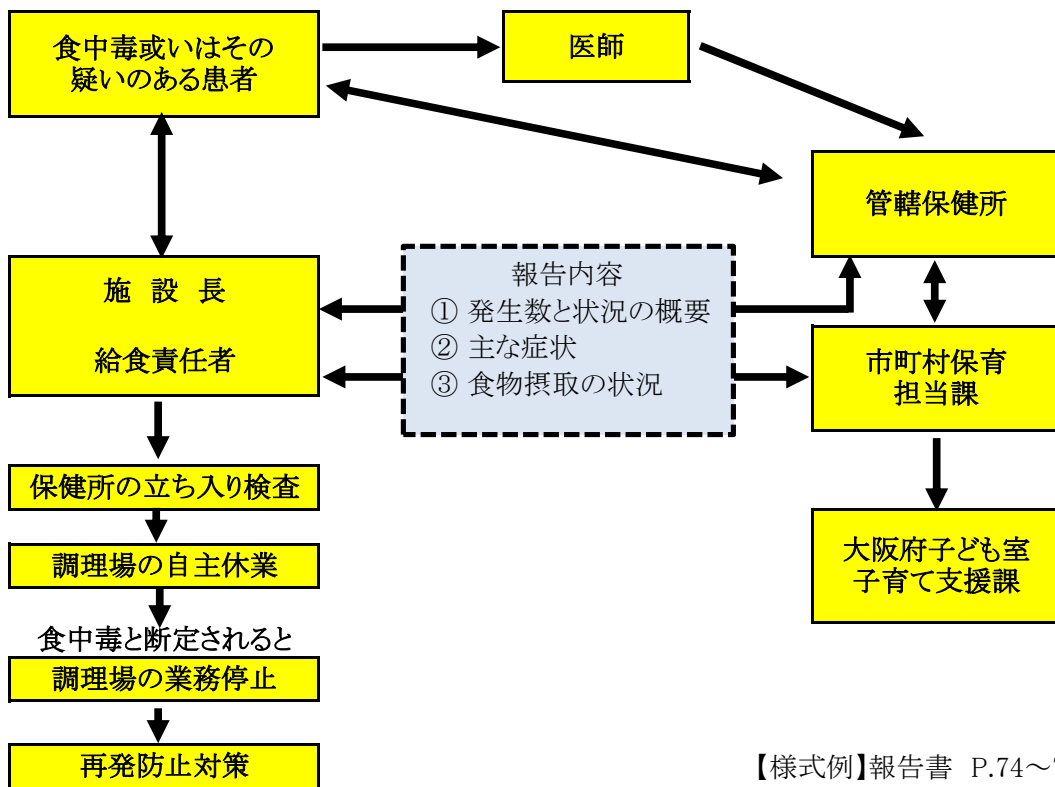 食中毒或いはその
疑いのある患者
医師
管轄保健所
施 設 長
給食責任者
報告内容
① 発生数と状況の概要
② 主な症状
③ 食物摂取の状況
市町村保育
担当課
保健所の立ち入り検査
調理場の自主休業
大阪府子ども室
子育て支援課
食中毒と断定されると
調理場の業務停止
再発防止対策
【様式例】報告書 P.74～